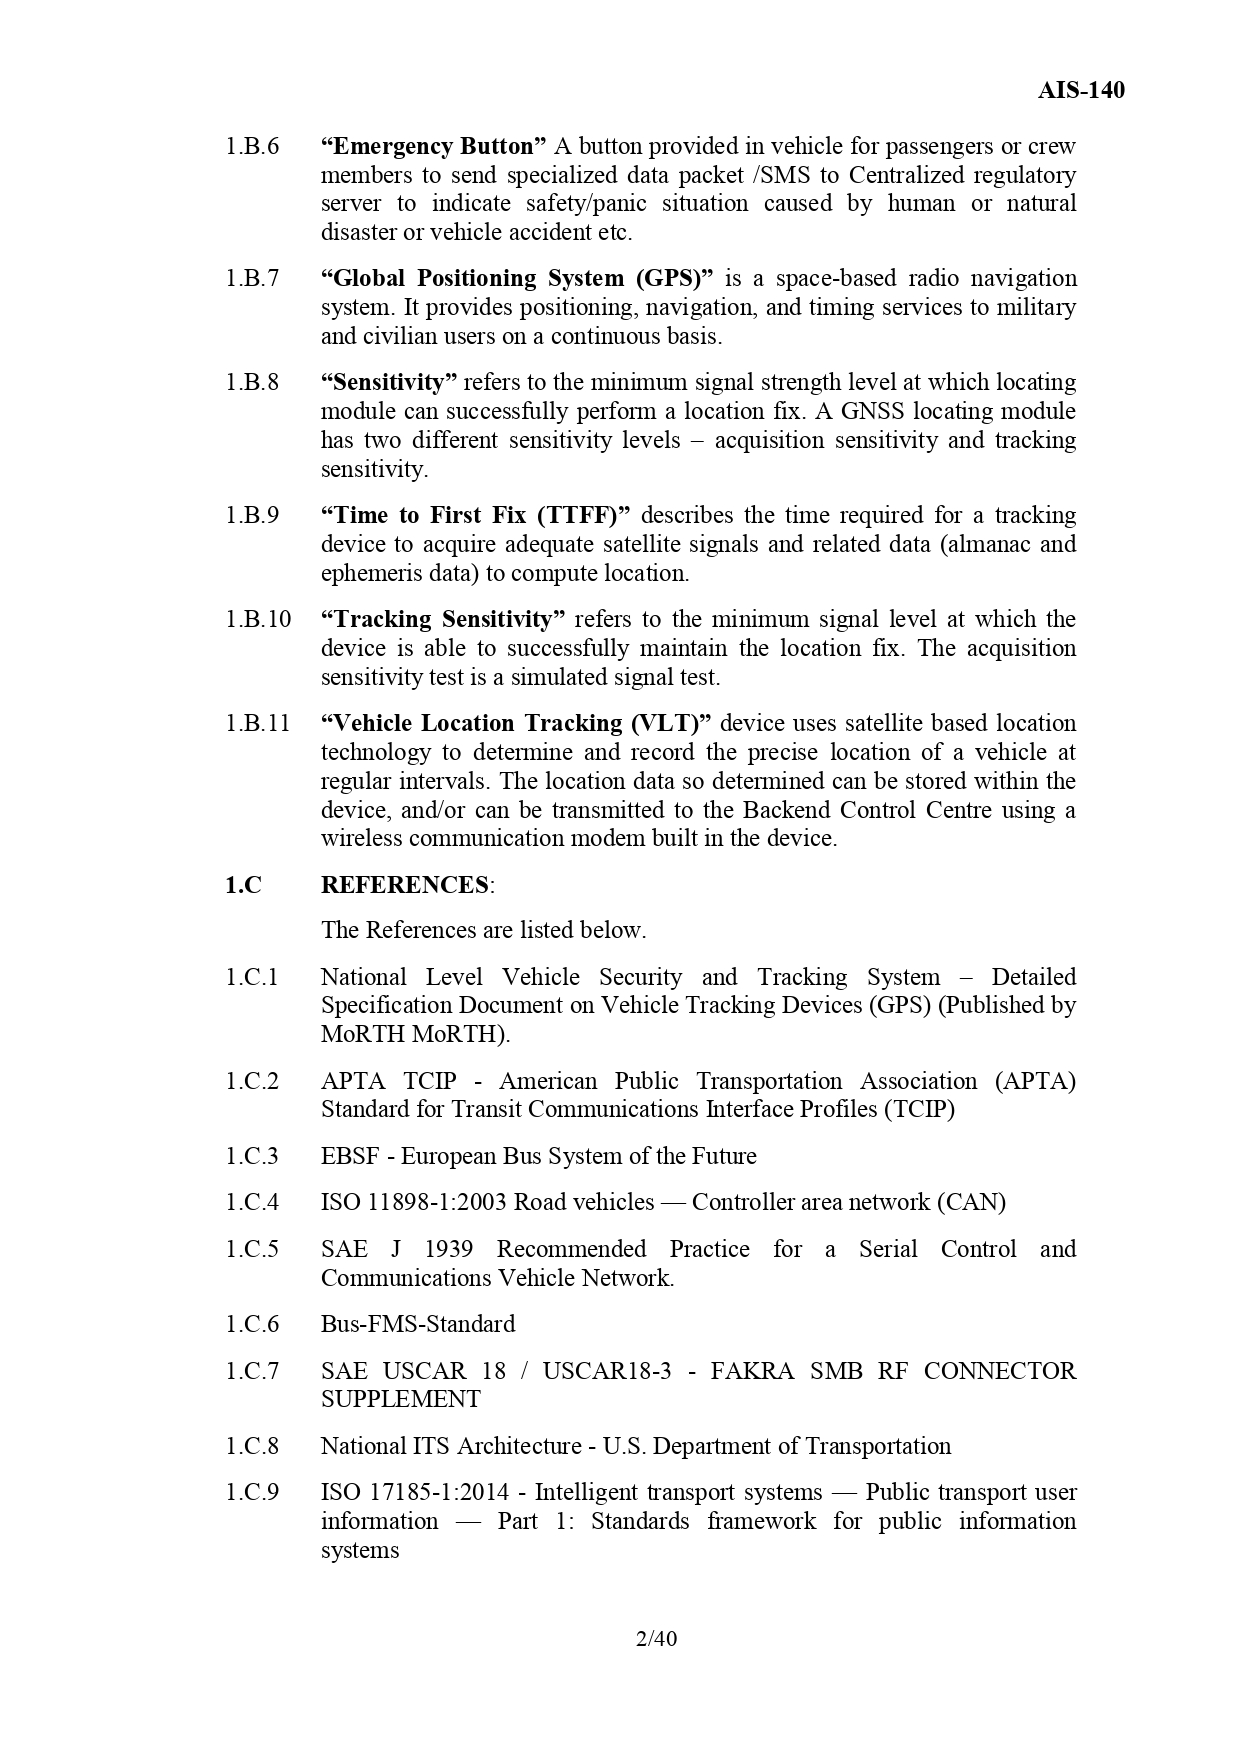 AIS-140
1.B.6 “Emergency Button” A button provided in vehicle for passengers or crew
members to send specialized data packet /SMS to Centralized regulatory
server to indicate safety/panic situation caused by human or natural
disaster or vehicle accident etc.
1.B.7 “Global Positioning System (GPS)” is a space-based radio navigation
system. It provides positioning, navigation, and timing services to military
and civilian users on a continuous basis.
1.B.8 “Sensitivity” refers to the minimum signal strength level at which locating
module can successfully perform a location fix. A GNSS locating module
has two different sensitivity levels – acquisition sensitivity and tracking
sensitivity.
1.B.9 “Time to First Fix (TTFF)” describes the time required for a tracking
device to acquire adequate satellite signals and related data (almanac and
ephemeris data) to compute location.
1.B.10 “Tracking Sensitivity” refers to the minimum signal level at which the
device is able to successfully maintain the location fix. The acquisition
sensitivity test is a simulated signal test.
1.B.11 “Vehicle Location Tracking (VLT)” device uses satellite based location
technology to determine and record the precise location of a vehicle at
regular intervals. The location data so determined can be stored within the
device, and/or can be transmitted to the Backend Control Centre using a
wireless communication modem built in the device.
1.C REFERENCES:
The References are listed below.
1.C.1 National Level Vehicle Security and Tracking System – Detailed
Specification Document on Vehicle Tracking Devices (GPS) (Published by
MoRTH MoRTH).
1.C.2 APTA TCIP - American Public Transportation Association (APTA)
Standard for Transit Communications Interface Profiles (TCIP)
1.C.3 EBSF - European Bus System of the Future
1.C.4 ISO 11898-1:2003 Road vehicles — Controller area network (CAN)
1.C.5 SAE J 1939 Recommended Practice for a Serial Control and
Communications Vehicle Network.
1.C.6 Bus-FMS-Standard
1.C.7 SAE USCAR 18 / USCAR18-3 - FAKRA SMB RF CONNECTOR
SUPPLEMENT
1.C.8 National ITS Architecture - U.S. Department of Transportation
1.C.9 ISO 17185-1:2014 - Intelligent transport systems — Public transport user
information — Part 1: Standards framework for public information
systems
2/40